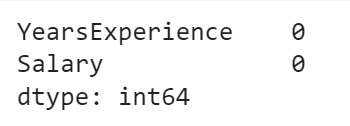 YearsExperience    0
Salary             0
dtype: int64